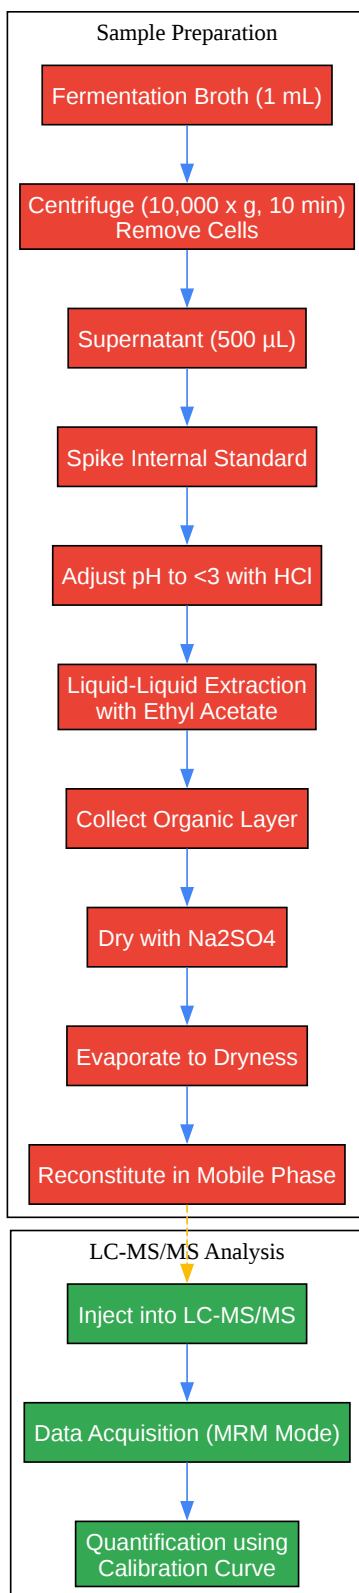 Sample Preparation
Fermentation Broth (1 mL)
Centrifuge (10,000 x g, 10 min)
Remove Cells
Supernatant (500 µL)
Spike Internal Standard
Adjust pH to <3 with HCl
Liquid-Liquid Extraction
with Ethyl Acetate
Collect Organic Layer
Dry with Na2SO4
Evaporate to Dryness
Reconstitute in Mobile Phase
LC-MS/MS Analysis
Inject into LC-MS/MS
Data Acquisition (MRM Mode)
Quantification using
Calibration Curve